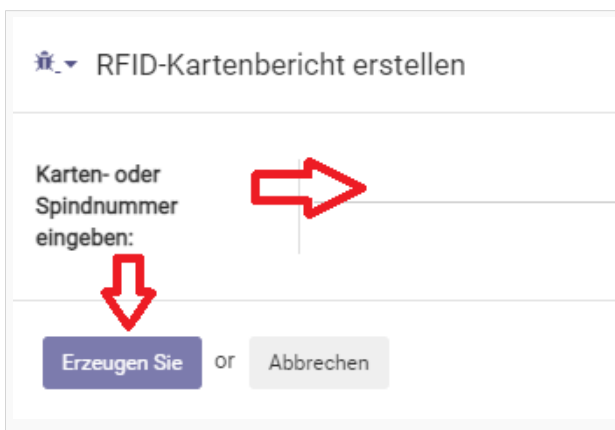 RFID-Kartenbericht erstellen
Karten- oder
Spindnummer
eingeben:
Erzeugen Sie or Abbrechen